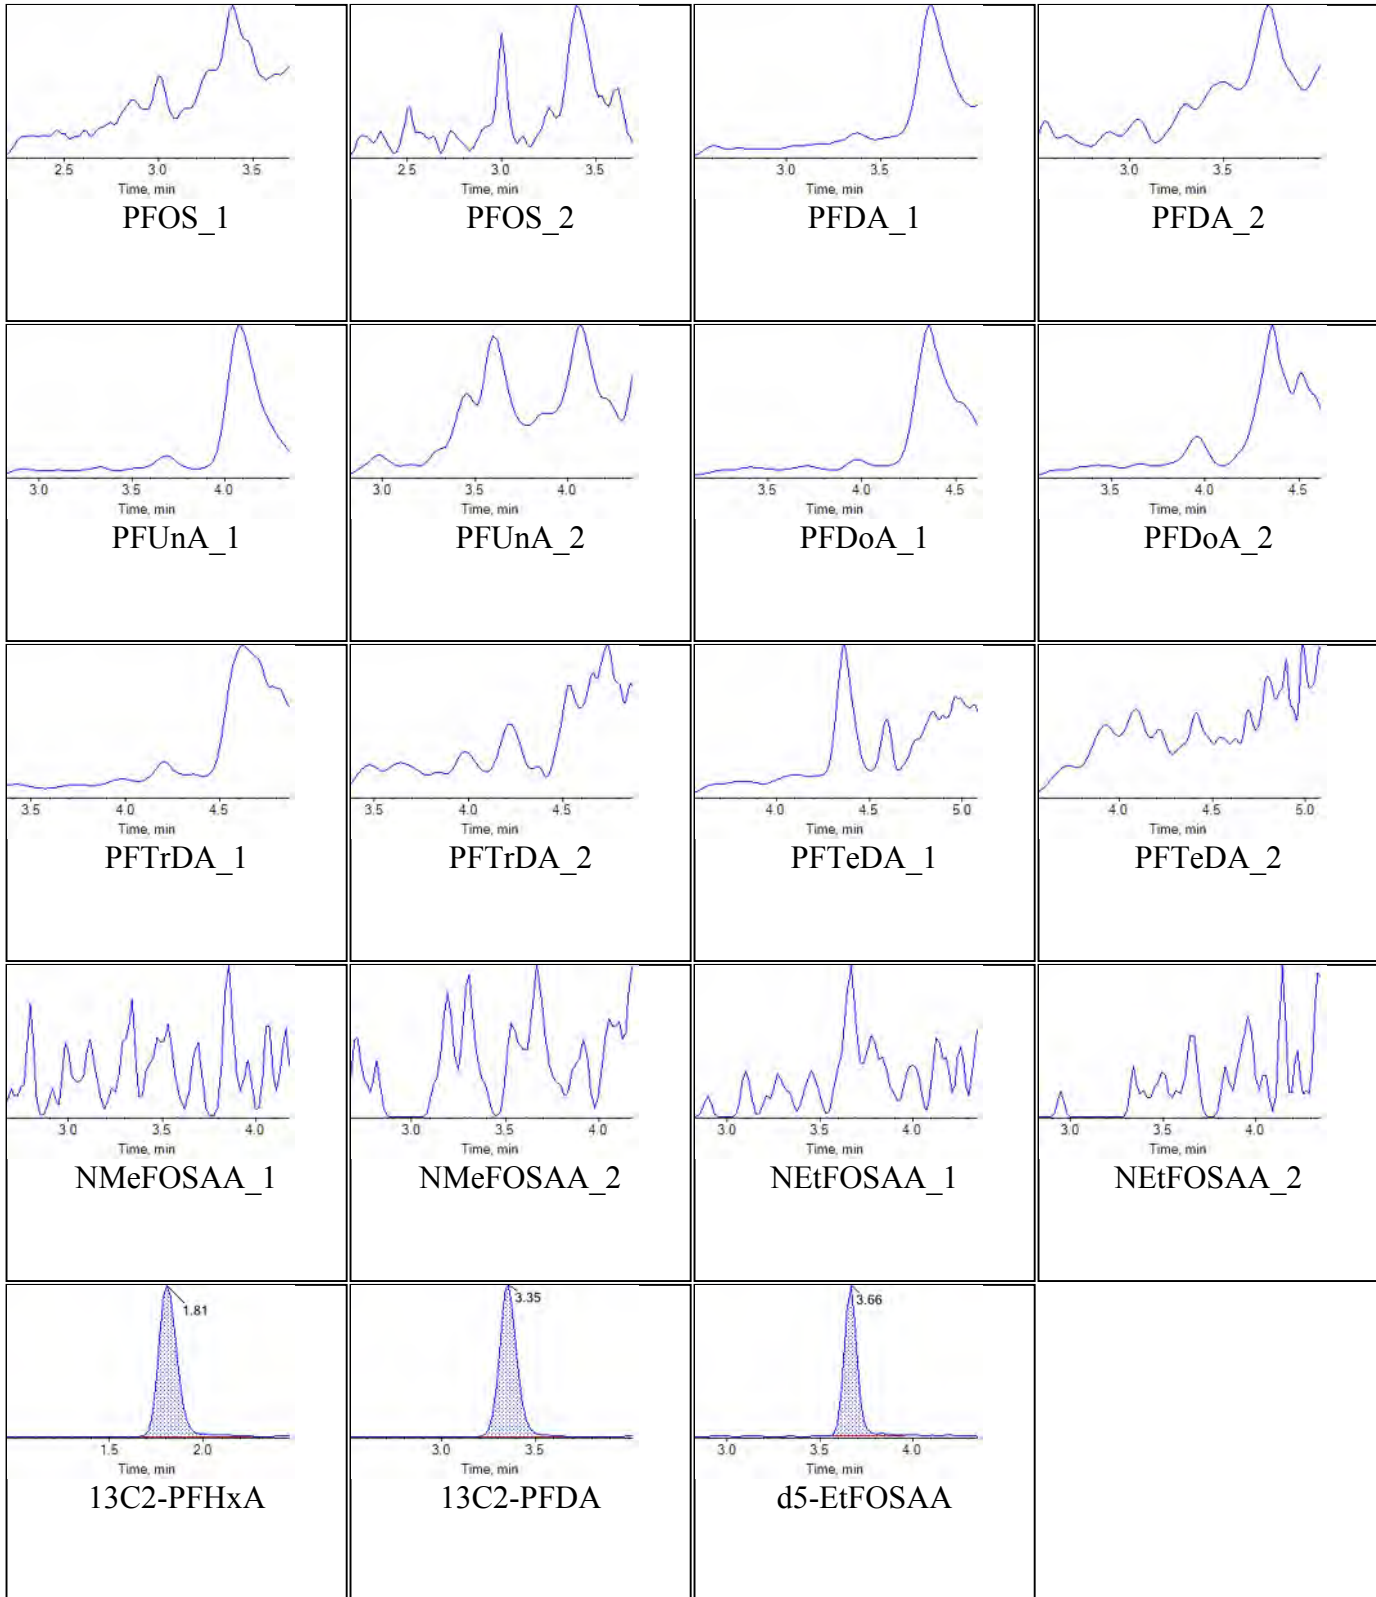 2.5 3.0 3.5
Time, min
PFOS_1
2.5 3.0 3.5
Time, min
PFOS_2
3.0 3.5
Time, min
PFDA_1
3.0 3.5
Time, min
PFDA_2
3.0 3.5 4.0
Time, min
PFUnA_1
3.0 3.5 4.0
Time, min
PFUnA_2
3.5 4.0 4.5
Time, min
PFDoA_1
3.5 4.0 4.5
Time, min
PFDoA_2
3.5 4.0 4.5
Time, min
PFTrDA_1
3.5 4.0 4.5
Time, min
PFTrDA_2
4.0 4.5 5.0
Time, min
PFTeDA_1
4.0 4.5 5.0
Time, min
PFTeDA_2
3.0 3.5 4.0
Time, min
NMeFOSAA_1
3.0 3.5 4.0
Time, min
NMeFOSAA_2
3.0 3.5 4.0
Time, min
NEtFOSAA_1
3.0 3.5 4.0
Time, min
NEtFOSAA_2
1.81
1.5 2.0
Time, min
13C2-PFHxA
3.35
3.0 3.5
Time, min
13C2-PFDA
3.66
3.0 3.5 4.0
Time, min
d5-EtFOSAA